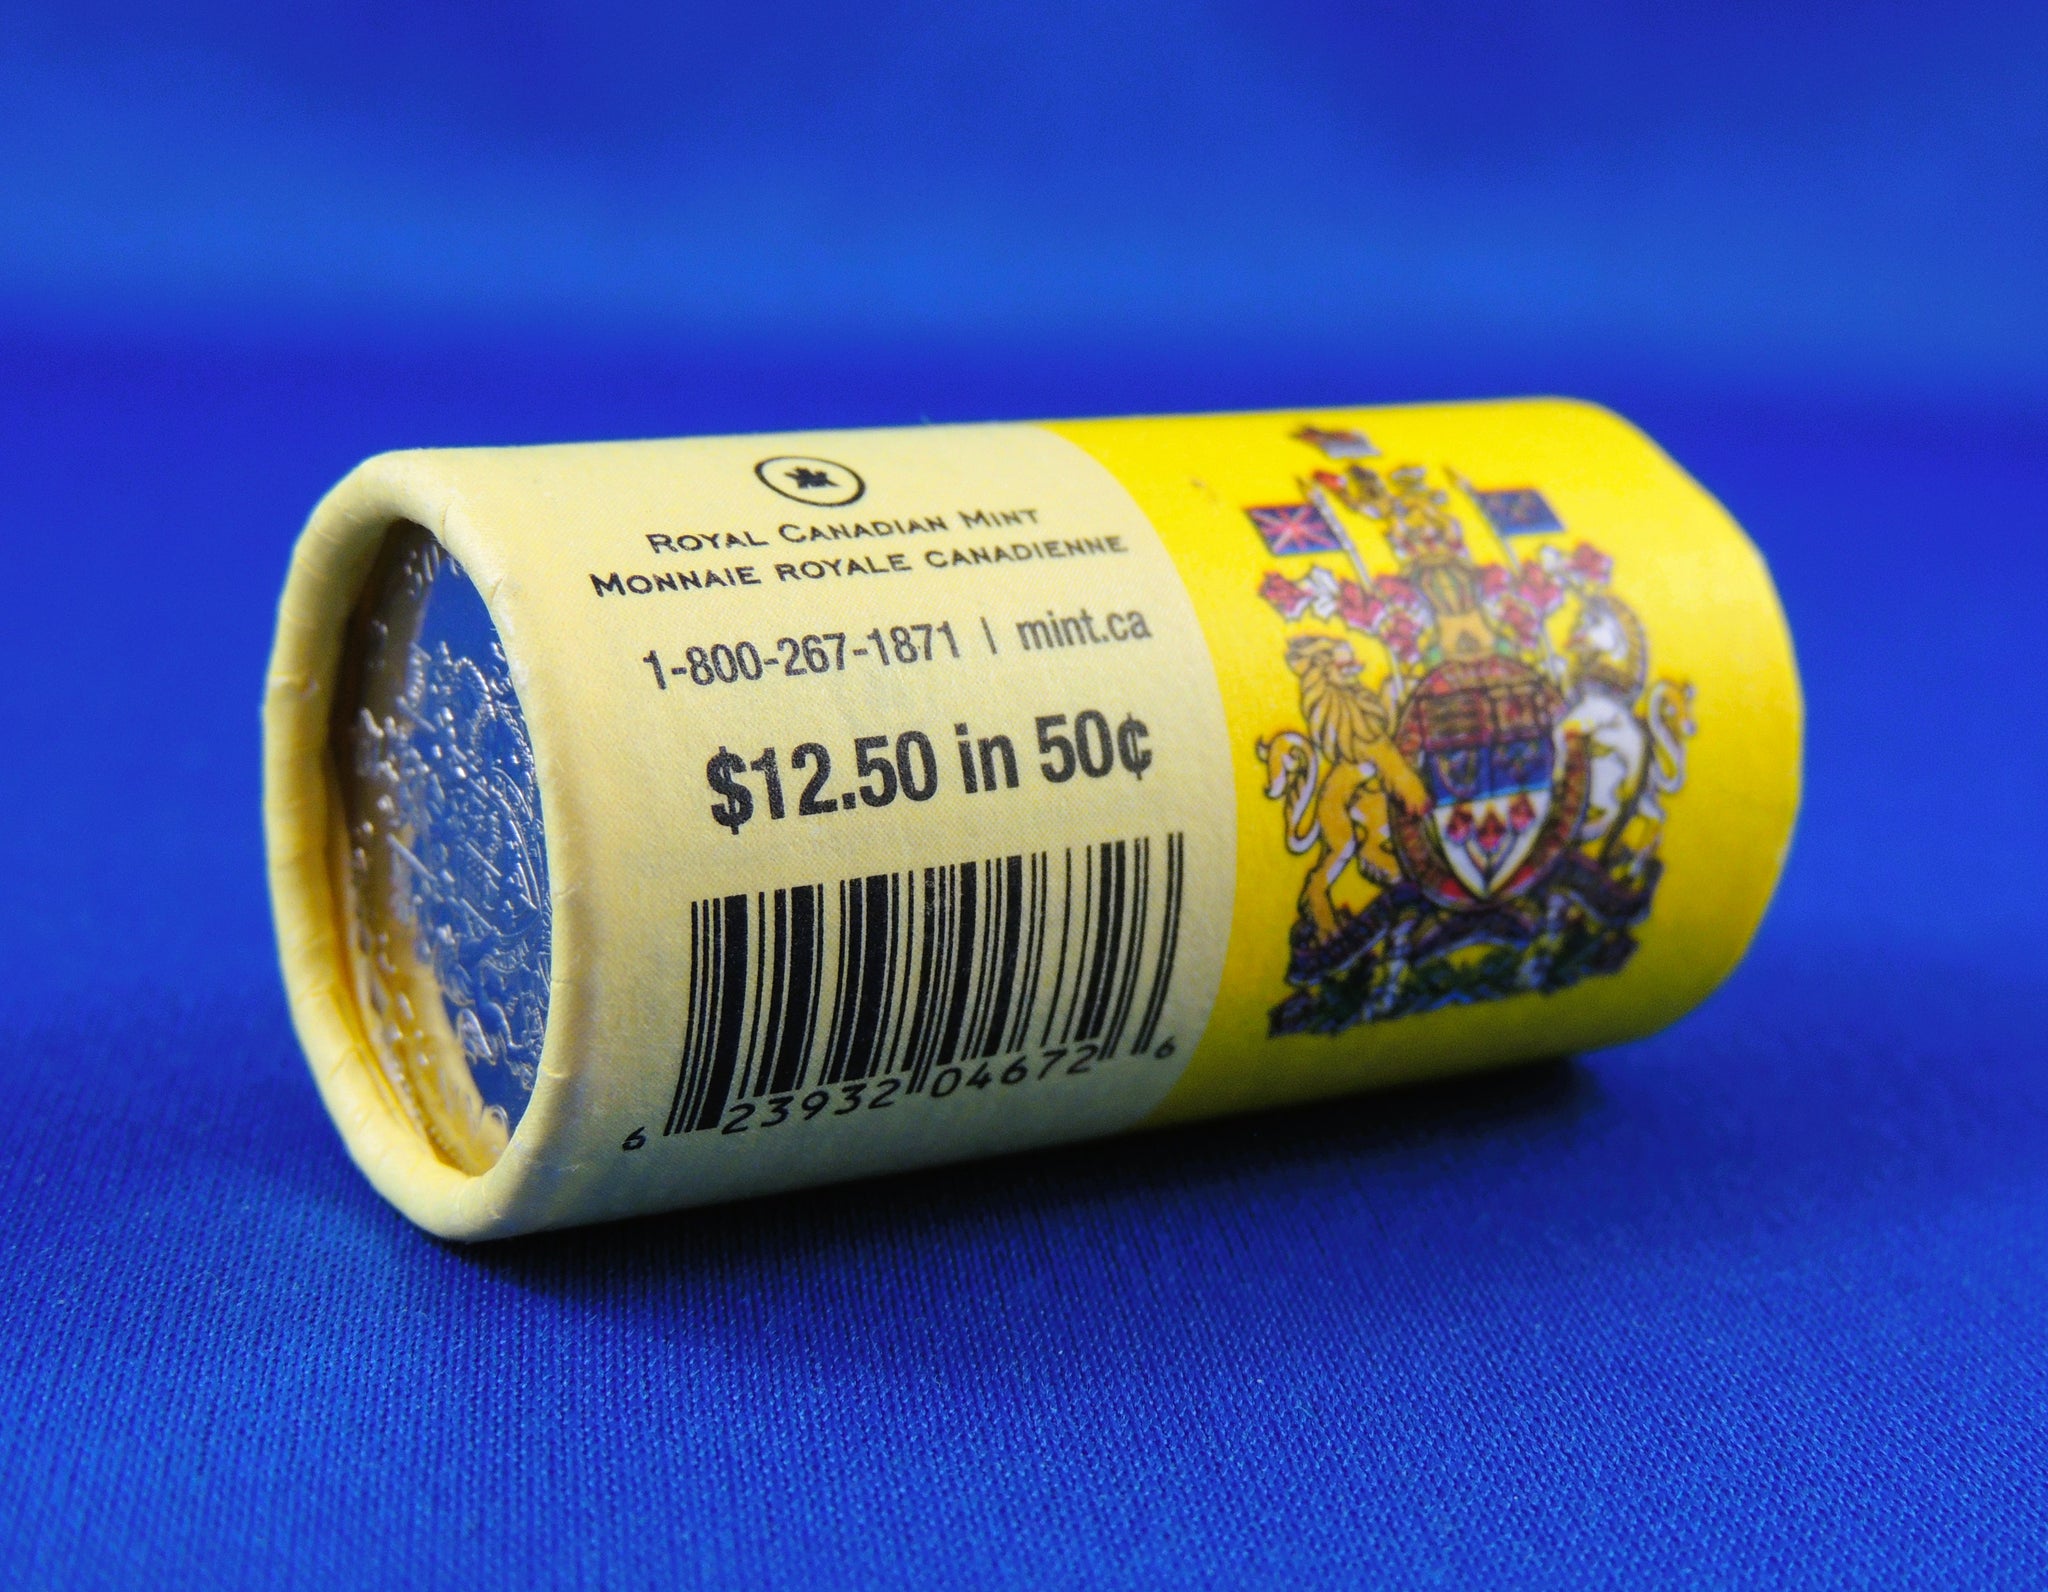 ROYAL CANADIAN MINT
MONNAIE ROYALE CANADIENNE
1-800-267-1871 | mint.ca
$12.50 in 50¢
6 23932 04672 6